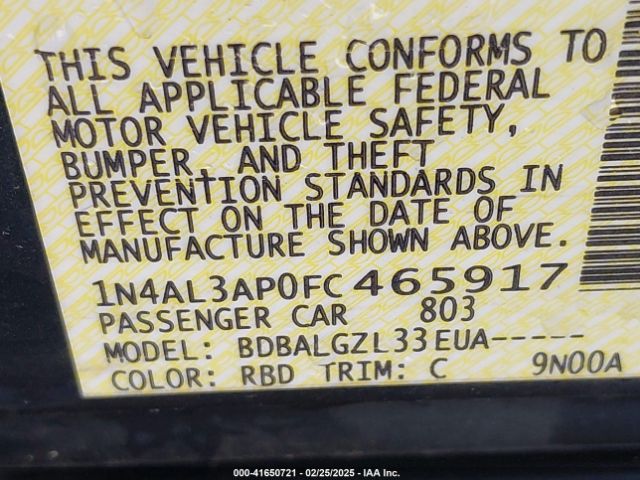 THIS VEHICLE CONFORMS TO
ALL APPLICABLE FEDERAL
MOTOR VEHICLE SAFETY,
BUMPER, AND THEFT
PREVENTION STANDARDS IN
EFFECT ON THE DATE OF
MANUFACTURE SHOWN ABOVE.
1N4AL3AP0FC465917
PASSENGER CAR 803
MODEL: BDBALGZL33EUA-----
COLOR: RBD TRIM: C 9N00A
000-41650721 - 02/25/2025 - IAA Inc.